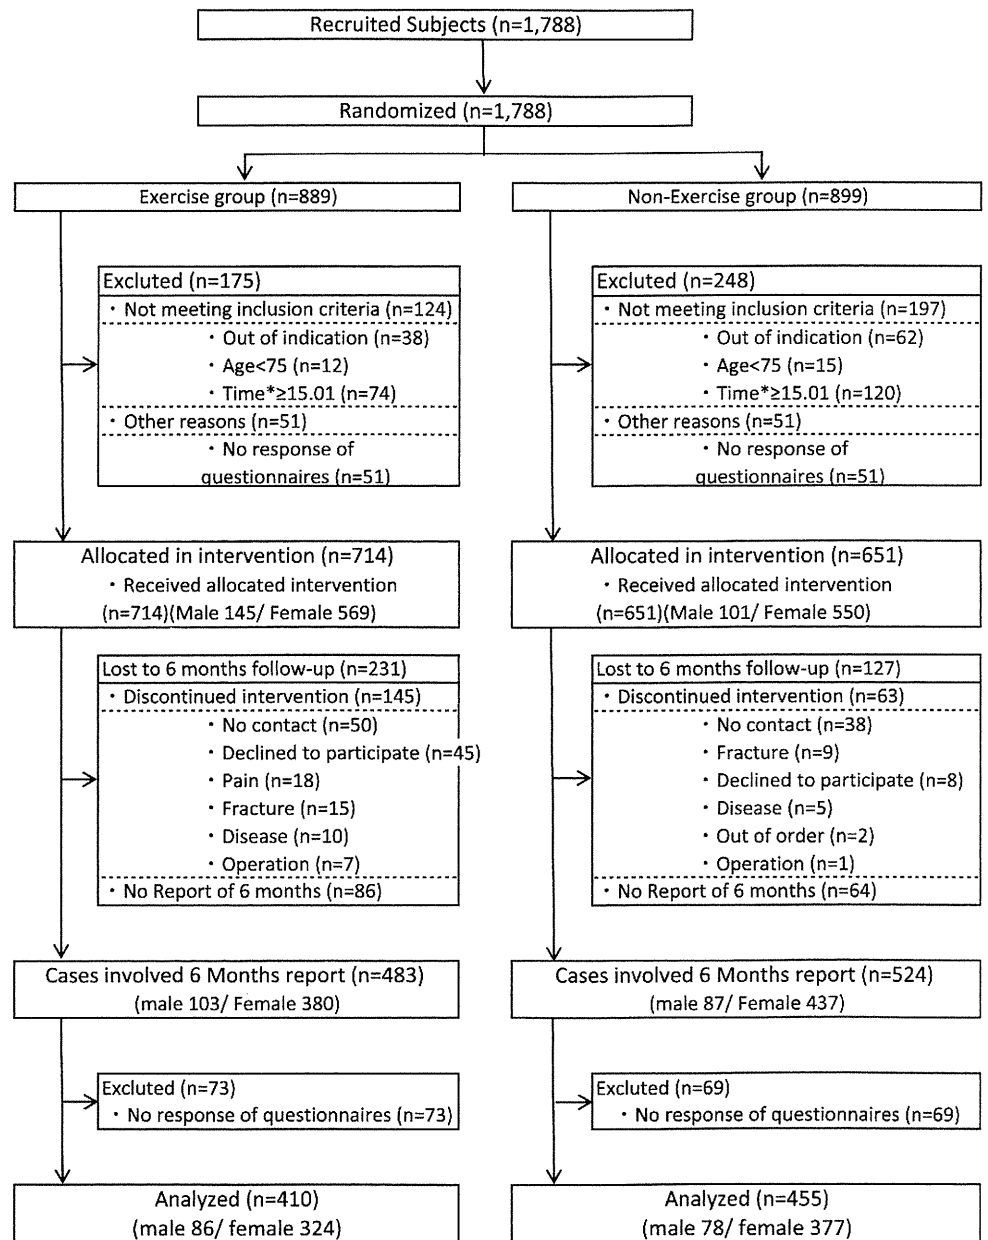 Recruited Subjects (n=1,788)
Randomized (n=1,788)
Exercise group (n=889)
Non-Exercise group (n=899)
Excluded (n=175)
・Not meeting inclusion criteria (n=124)
・Out of indication (n=38)
・Age<75 (n=12)
・Time*≥15.01 (n=74)
・Other reasons (n=51)
・No response of
questionnaires (n=51)
Excluded (n=248)
・Not meeting inclusion criteria (n=197)
・Out of indication (n=62)
・Age<75 (n=15)
・Time*≥15.01 (n=120)
・Other reasons (n=51)
・No response of
questionnaires (n=51)
Allocated in intervention (n=714)
・Received allocated intervention
(n=714)(Male 145/ Female 569)
Allocated in intervention (n=651)
・Received allocated intervention
(n=651)(Male 101/ Female 550)
Lost to 6 months follow-up (n=231)
・Discontinued intervention (n=145)
・No contact (n=50)
・Declined to participate (n=45)
・Pain (n=18)
・Fracture (n=15)
・Disease (n=10)
・Operation (n=7)
・No Report of 6 months (n=86)
Lost to 6 months follow-up (n=127)
・Discontinued intervention (n=63)
・No contact (n=38)
・Fracture (n=9)
・Declined to participate (n=8)
・Disease (n=5)
・Out of order (n=2)
・Operation (n=1)
・No Report of 6 months (n=64)
Cases involved 6 Months report (n=483)
(male 103/ Female 380)
Cases involved 6 Months report (n=524)
(male 87/ Female 437)
Excluded (n=73)
・No response of questionnaires (n=73)
Excluded (n=69)
・No response of questionnaires (n=69)
Analyzed (n=410)
(male 86/ female 324)
Analyzed (n=455)
(male 78/ female 377)